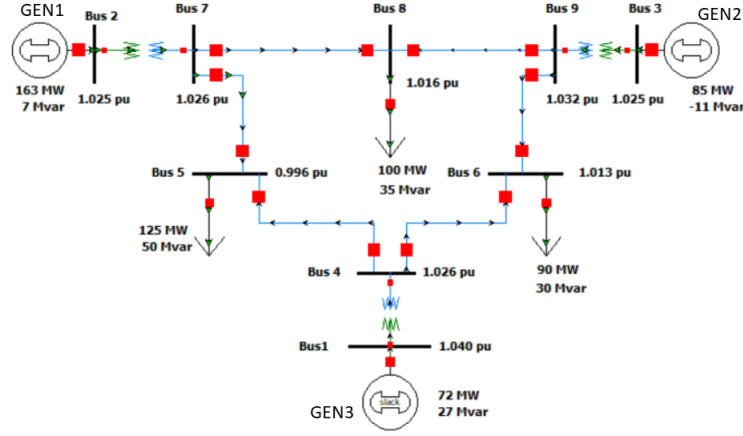 GEN1
Bus 2
Bus 7
Bus 8
Bus 9
Bus 3
GEN2
163 MW
7 Mvar
1.025 pu
1.026 pu
1.016 pu
1.032 pu
1.025 pu
85 MW
-11 Mvar
100 MW
35 Mvar
Bus 5
0.996 pu
Bus 6
1.013 pu
125 MW
50 Mvar
90 MW
30 Mvar
Bus 4
1.026 pu
Bus1
1.040 pu
slack
GEN3
72 MW
27 Mvar